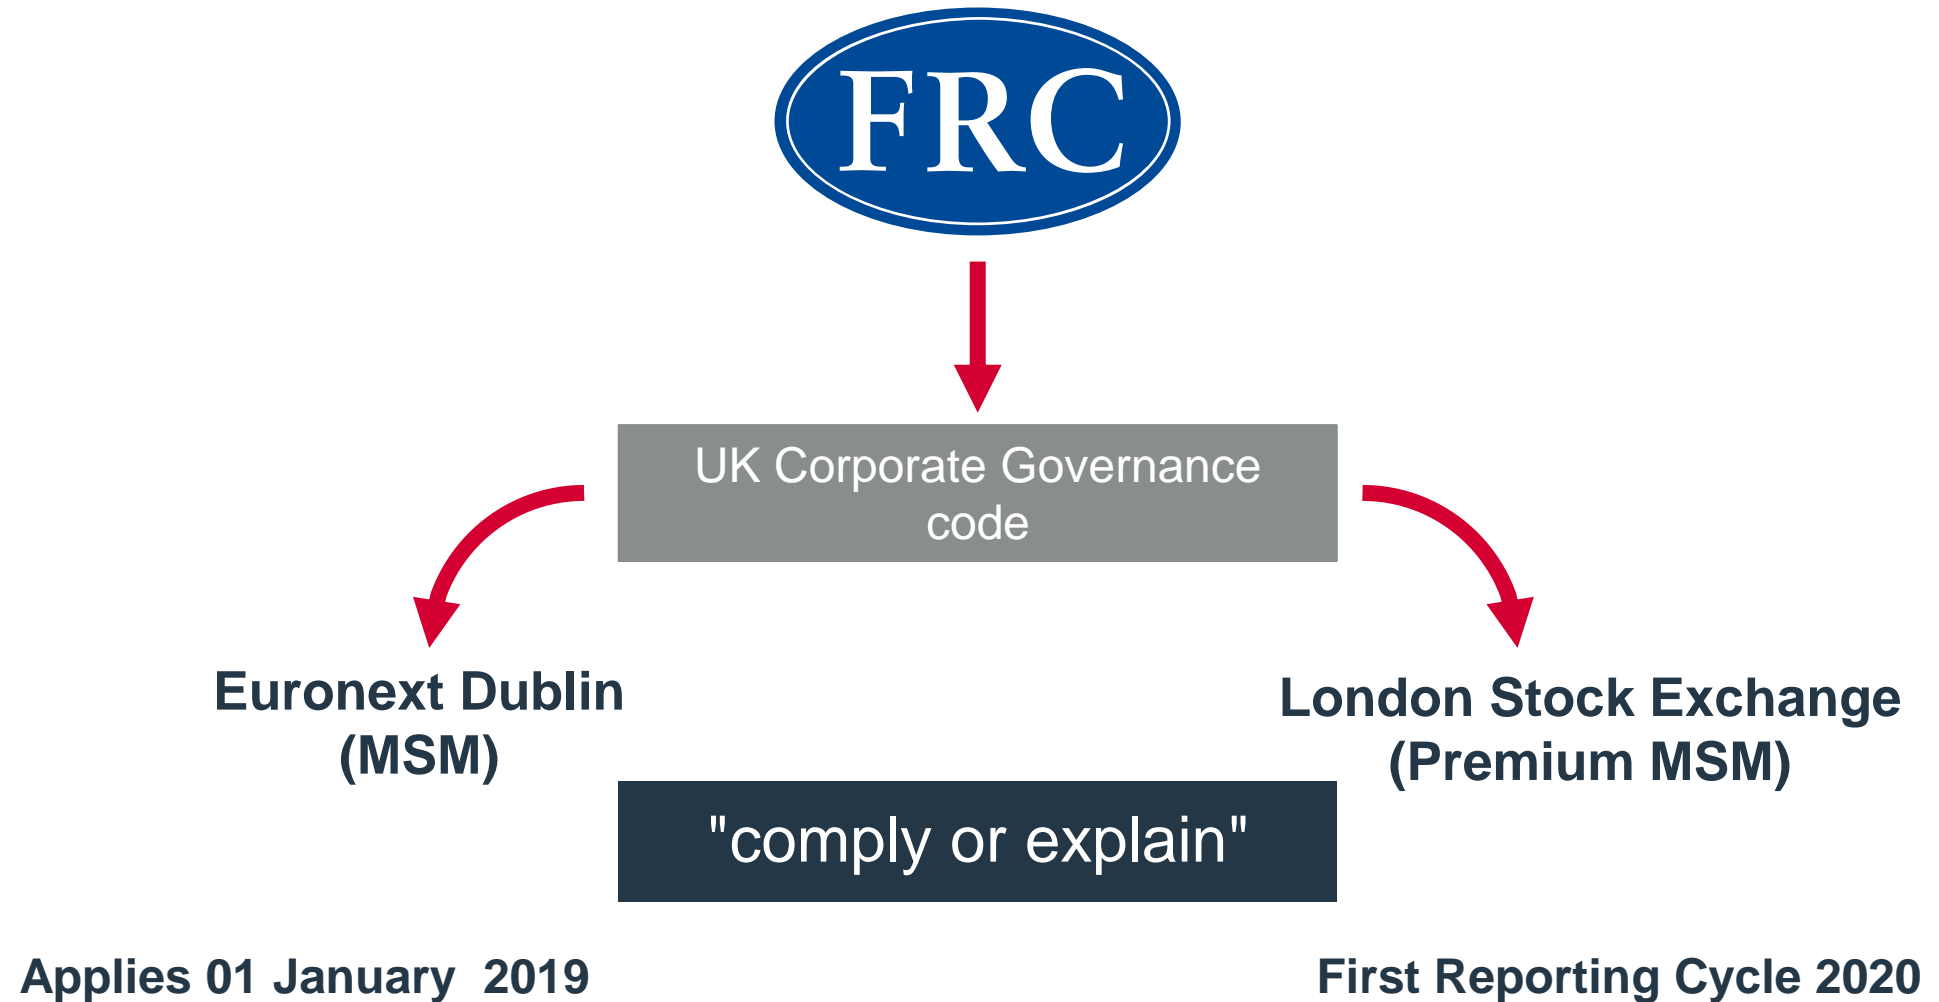 FRC
UK Corporate Governance
code
Euronext Dublin
(MSM)
London Stock Exchange
(Premium MSM)
"comply or explain"
Applies 01 January  2019
First Reporting Cycle 2020